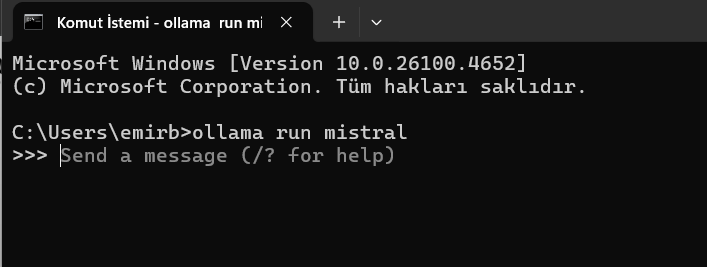 Komut İstemi - ollama  run mi
Microsoft Windows [Version 10.0.26100.4652]
(c) Microsoft Corporation. Tüm hakları saklıdır.
C:\Users\emirb>ollama run mistral
>>> Send a message (/? for help)